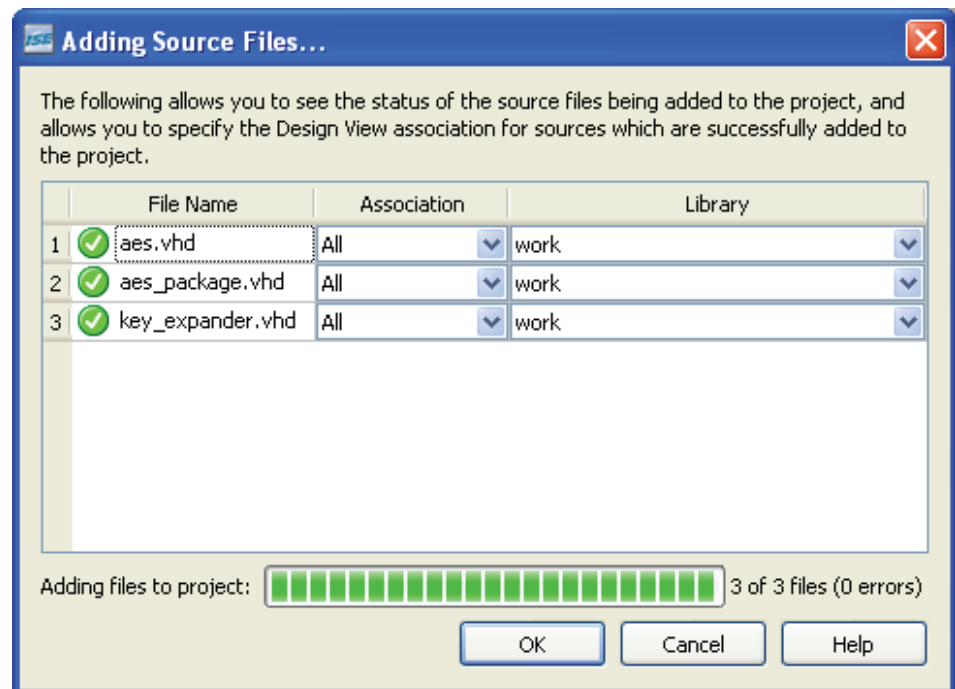 ISE Adding Source Files...
The following allows you to see the status of the source files being added to the project, and
allows you to specify the Design View association for sources which are successfully added to
the project.
File Name Association Library
1 aes.vhd All work
2 aes_package.vhd All work
3 key_expander.vhd All work
Adding files to project: 3 of 3 files (0 errors)
OK Cancel Help